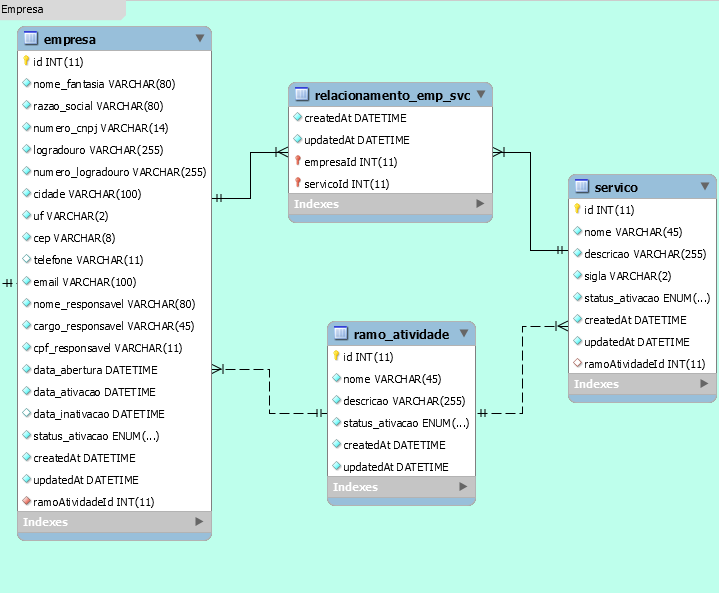 Empresa
empresa
id INT(11)
nome_fantasia VARCHAR(80)
razao_social VARCHAR(80)
numero_cnpj VARCHAR(14)
logradouro VARCHAR(255)
numero_logradouro VARCHAR(255)
cidade VARCHAR(100)
uf VARCHAR(2)
cep VARCHAR(8)
telefone VARCHAR(11)
email VARCHAR(100)
nome_responsavel VARCHAR(80)
cargo_responsavel VARCHAR(45)
cpf_responsavel VARCHAR(11)
data_abertura DATETIME
data_ativacao DATETIME
data_inativacao DATETIME
status_ativacao ENUM(...)
createdAt DATETIME
updatedAt DATETIME
ramoAtividadeId INT(11)
Indexes
relacionamento_emp_svc
createdAt DATETIME
updatedAt DATETIME
empresaId INT(11)
servicoId INT(11)
Indexes
ramo_atividade
id INT(11)
nome VARCHAR(45)
descricao VARCHAR(255)
status_ativacao ENUM(...)
createdAt DATETIME
updatedAt DATETIME
Indexes
servico
id INT(11)
nome VARCHAR(45)
descricao VARCHAR(255)
sigla VARCHAR(2)
status_ativacao ENUM(...)
createdAt DATETIME
updatedAt DATETIME
ramoAtividadeId INT(11)
Indexes